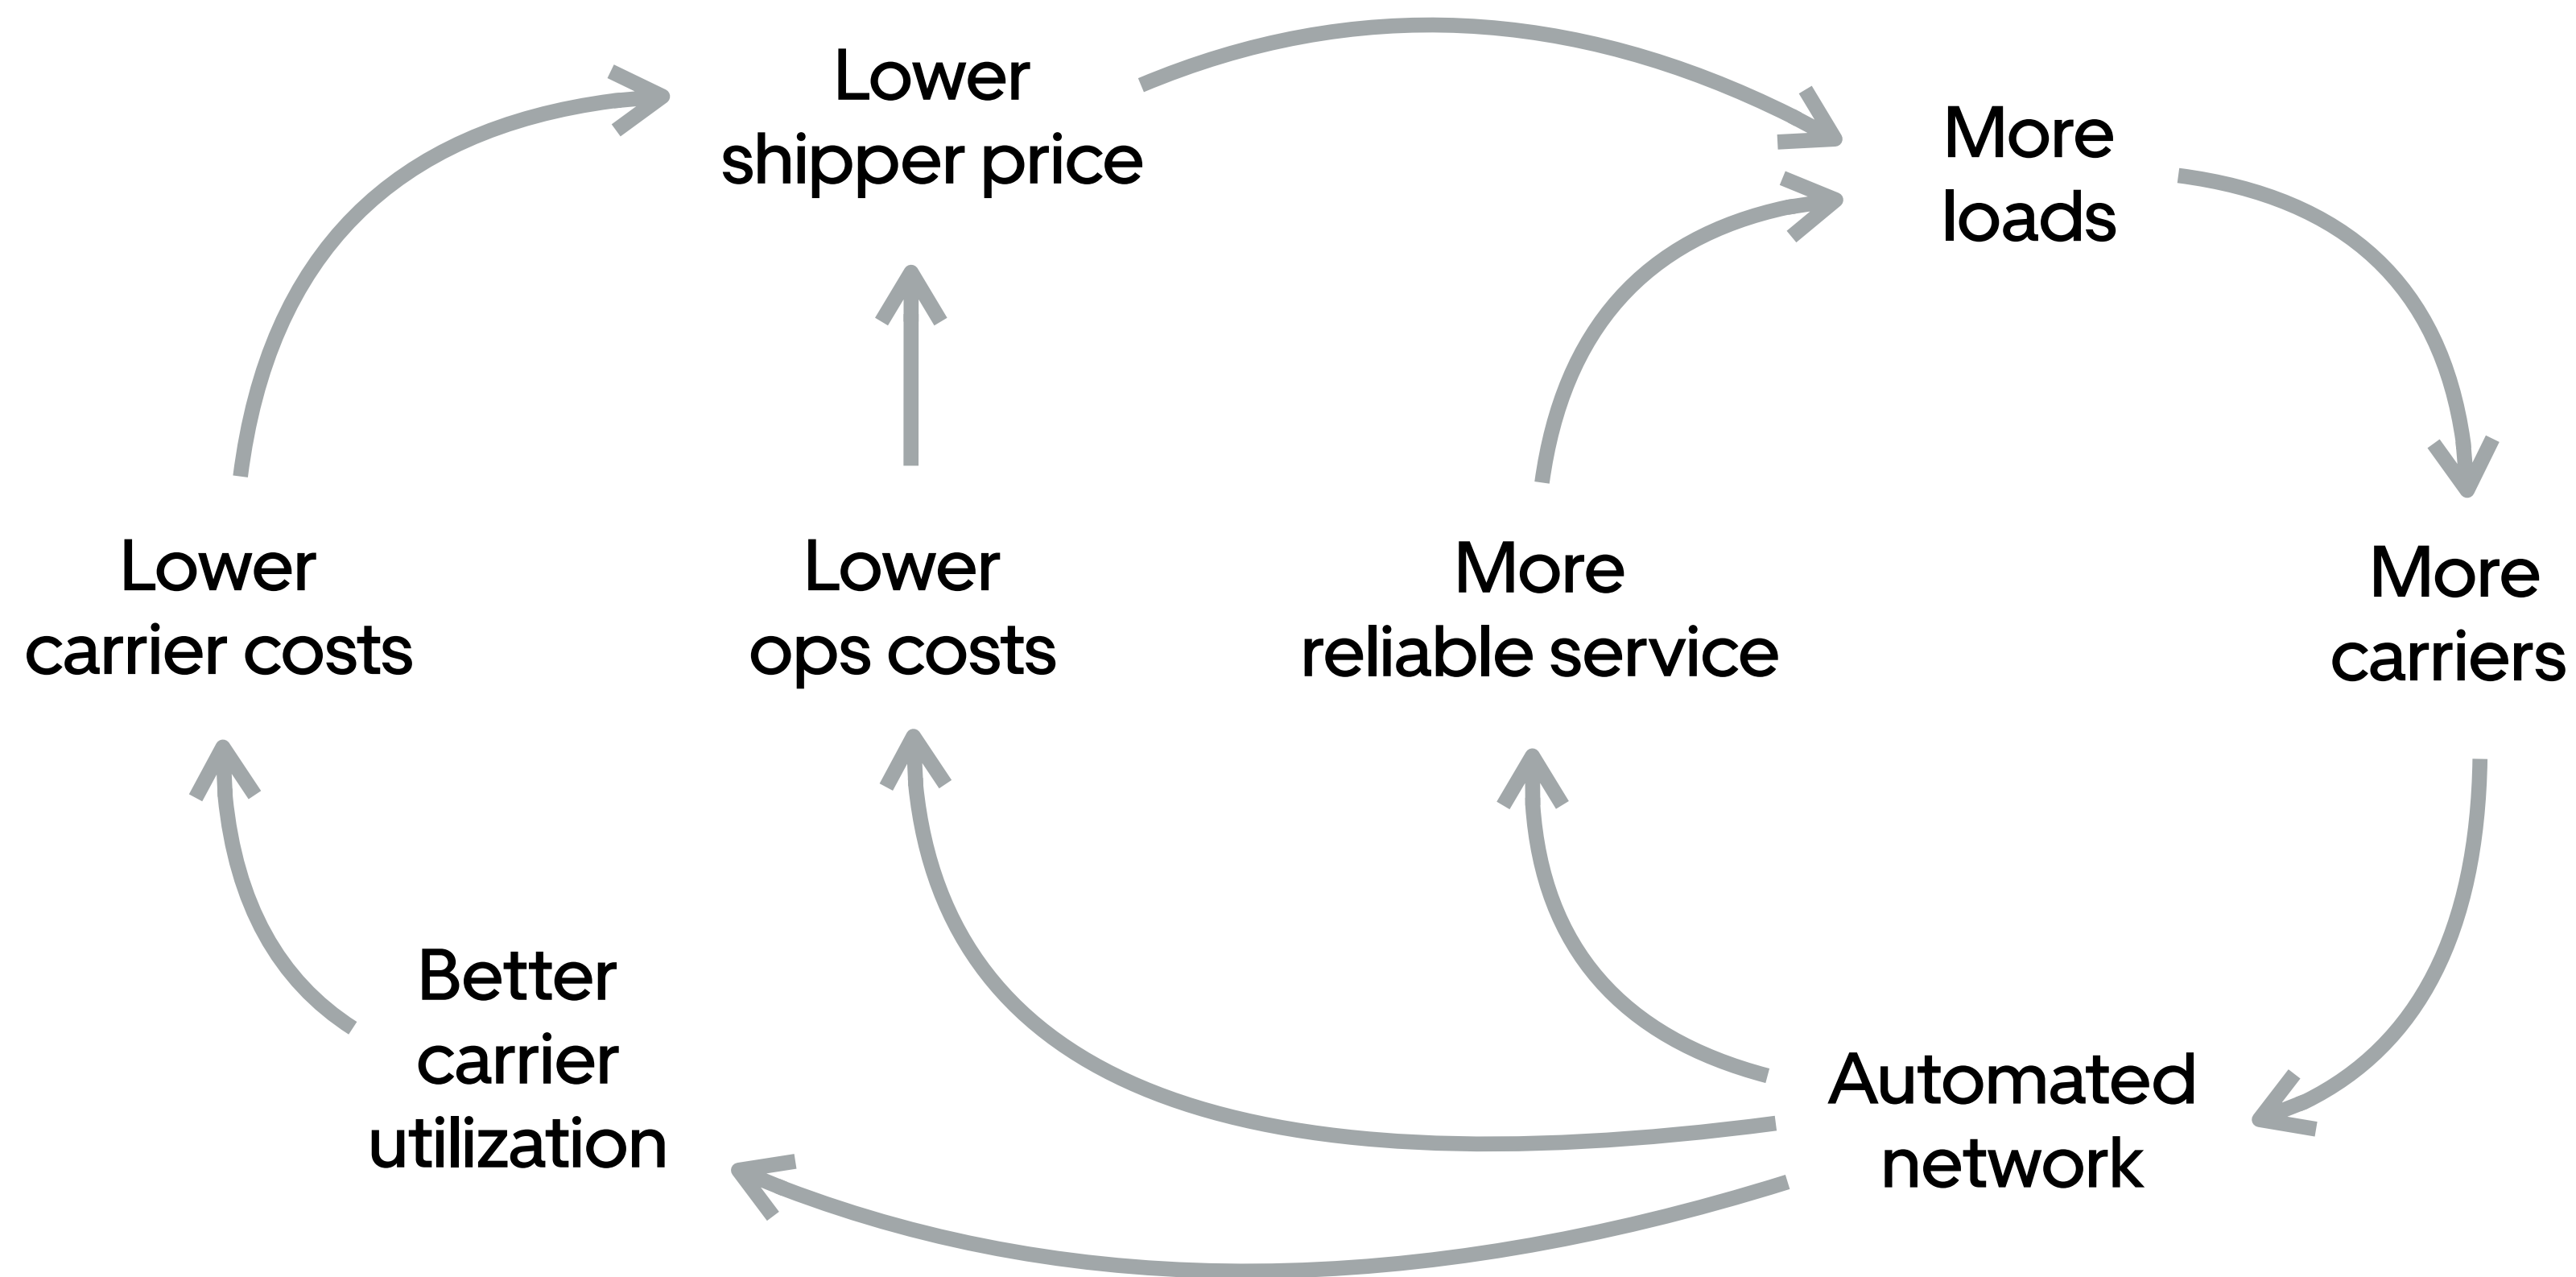 Lower
shipper price
More
loads
Lower
carrier costs
Lower
ops costs
More
reliable service
More
carriers
Better
carrier
utilization
Automated
network